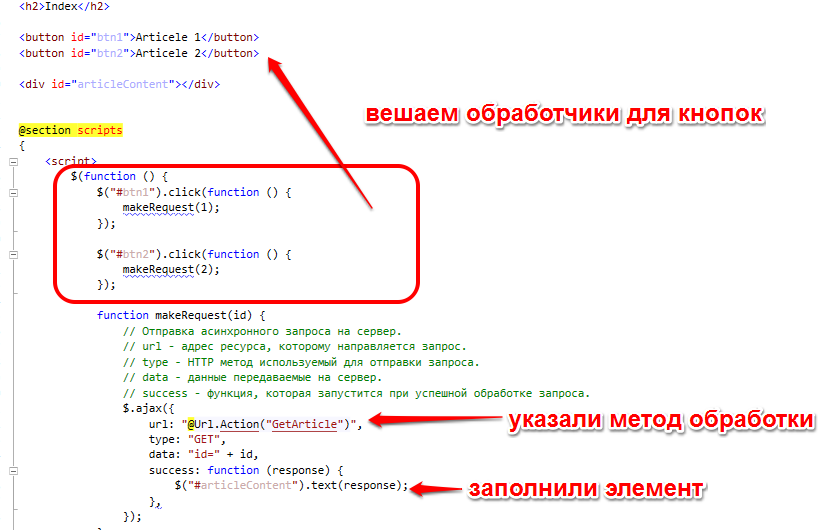 <h2>Index</h2>
<button id="btn1">Articele 1</button>
<button id="btn2">Articele 2</button>
<div id="articleContent"></div>
вешаем обработчики для кнопок
@section scripts
{
<script>
$(function () {
$("#btn1").click(function () {
makeRequest(1);
});
$("#btn2").click(function () {
makeRequest(2);
});
function makeRequest(id) {
// Отправка асинхронного запроса на сервер.
// url - адрес ресурса, которому направляется запрос.
// type - HTTP метод используемый для отправки запроса.
// data - данные передаваемые на сервер.
// success - функция, которая запустится при успешной обработке запроса.
$.ajax({
url: "@Url.Action("GetArticle")",
указали метод обработки
type: "GET",
data: "id=" + id,
success: function (response) {
$("#articleContent").text(response);
заполнили элемент
},
});